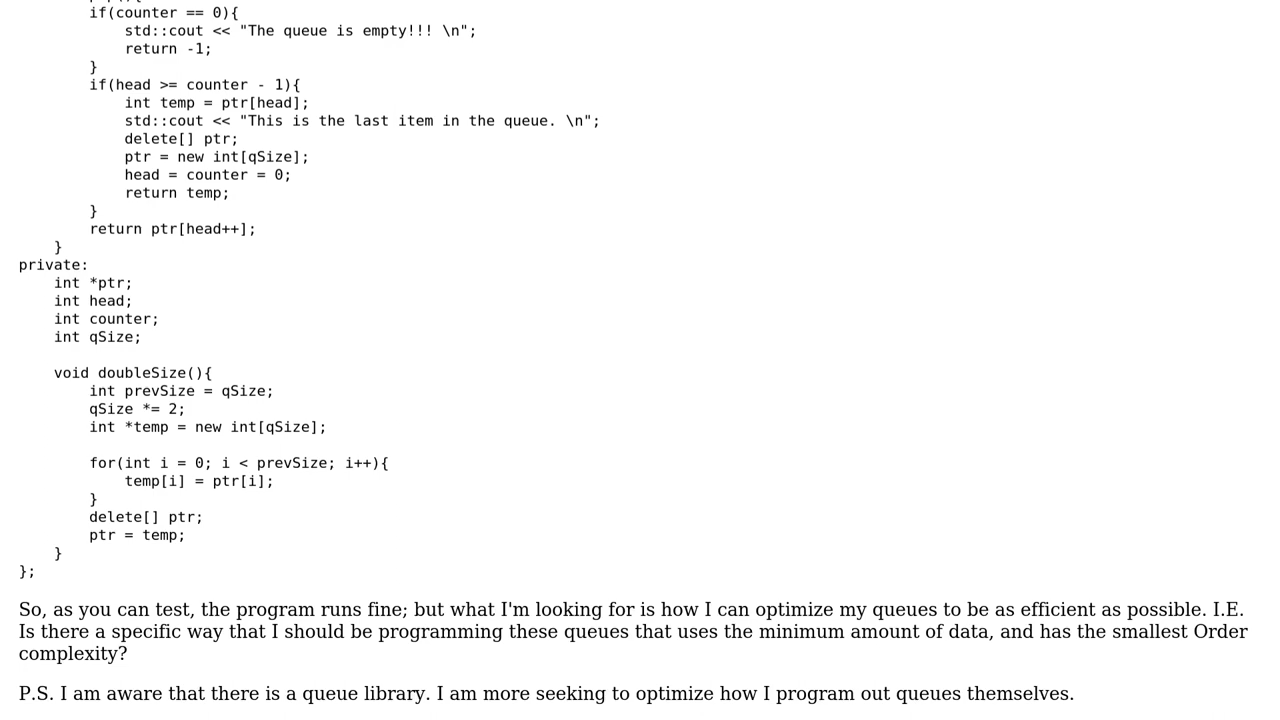 if(counter == 0){
            std::cout << "The queue is empty!!! \n";
            return -1;
        }
        if(head >= counter - 1){
            int temp = ptr[head];
            std::cout << "This is the last item in the queue. \n";
            delete[] ptr;
            ptr = new int[qSize];
            head = counter = 0;
            return temp;
        }
        return ptr[head++];
    }
private:
    int *ptr;
    int head;
    int counter;
    int qSize;

    void doubleSize(){
        int prevSize = qSize;
        qSize *= 2;
        int *temp = new int[qSize];

        for(int i = 0; i < prevSize; i++){
            temp[i] = ptr[i];
        }
        delete[] ptr;
        ptr = temp;
    }
};
So, as you can test, the program runs fine; but what I'm looking for is how I can optimize my queues to be as efficient as possible. I.E.
Is there a specific way that I should be programming these queues that uses the minimum amount of data, and has the smallest Order
complexity?
P.S. I am aware that there is a queue library. I am more seeking to optimize how I program out queues themselves.